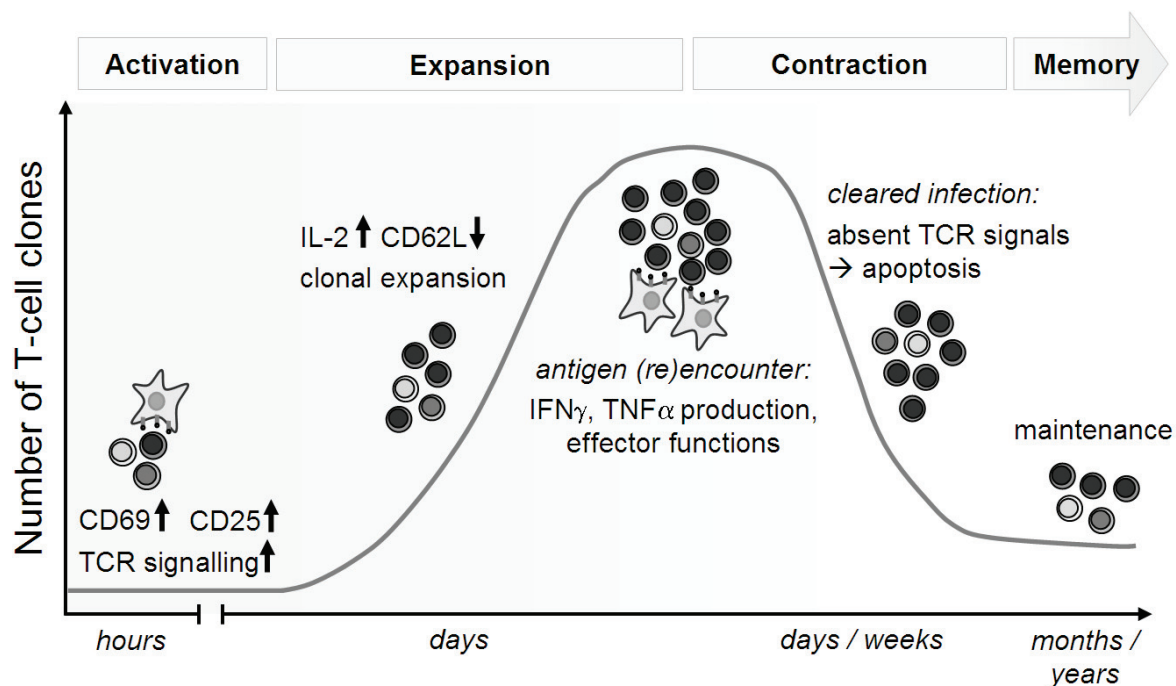 Activation
Expansion
Contraction
Memory
Number of T-cell clones
CD69 ↑ CD25 ↑
TCR signalling ↑
IL-2 ↑ CD62L ↓
clonal expansion
antigen (re)encounter:
IFNγ, TNFα production,
effector functions
cleared infection:
absent TCR signals
→ apoptosis
maintenance
hours
days
days / weeks
months /
years